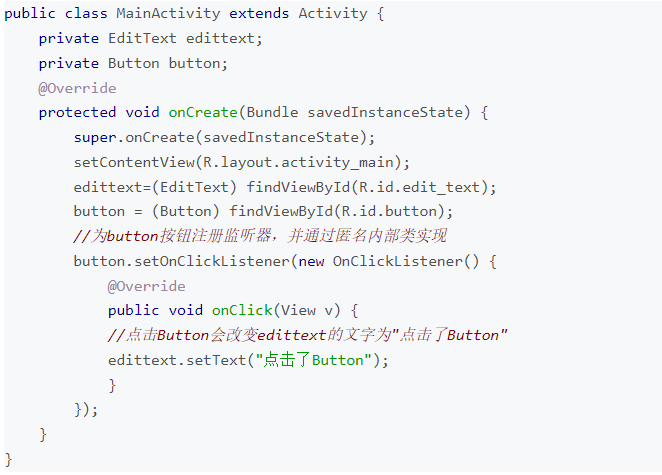 public class MainActivity extends Activity {
    private EditText edittext;
    private Button button;
    @Override
    protected void onCreate(Bundle savedInstanceState) {
        super.onCreate(savedInstanceState);
        setContentView(R.layout.activity_main);
        edittext=(EditText) findViewById(R.id.edit_text);
        button = (Button) findViewById(R.id.button);
        //为button按钮注册监听器，并通过匿名内部类实现
        button.setOnClickListener(new OnClickListener() {
            @Override
            public void onClick(View v) {
            //点击Button会改变edittext的文字为"点击了Button"
            edittext.setText("点击了Button");
            }
        });
    }
}